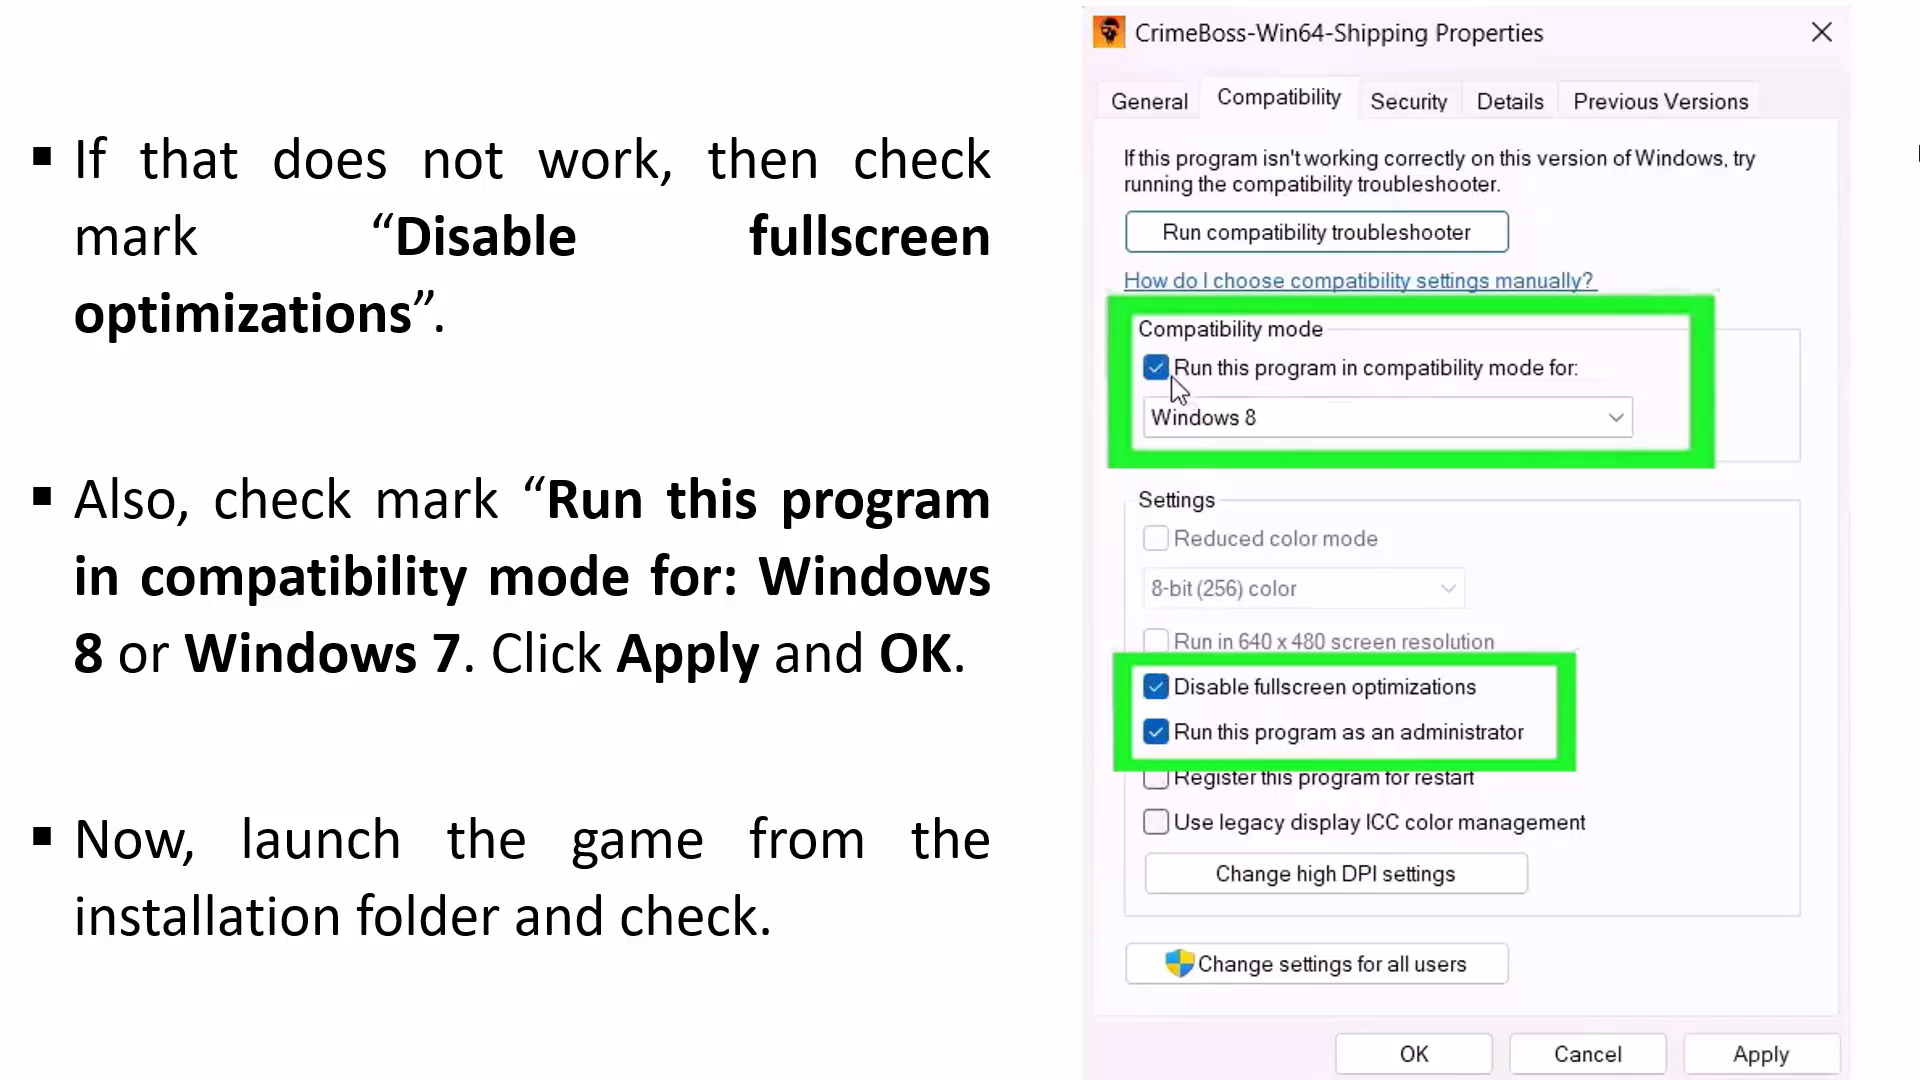 ▪ If that does not work, then check
mark “Disable fullscreen
optimizations”.
▪ Also, check mark “Run this program
in compatibility mode for: Windows
8 or Windows 7. Click Apply and OK.
▪ Now, launch the game from the
installation folder and check.
CrimeBoss-Win64-Shipping Properties
General Compatibility Security Details Previous Versions
If this program isn't working correctly on this version of Windows, try
running the compatibility troubleshooter.
Run compatibility troubleshooter
How do I choose compatibility settings manually?
Compatibility mode
Run this program in compatibility mode for:
Windows 8
Settings
Reduced color mode
8-bit (256) color
Run in 640 x 480 screen resolution
Disable fullscreen optimizations
Run this program as an administrator
Register this program for restart
Use legacy display ICC color management
Change high DPI settings
Change settings for all users
OK Cancel Apply